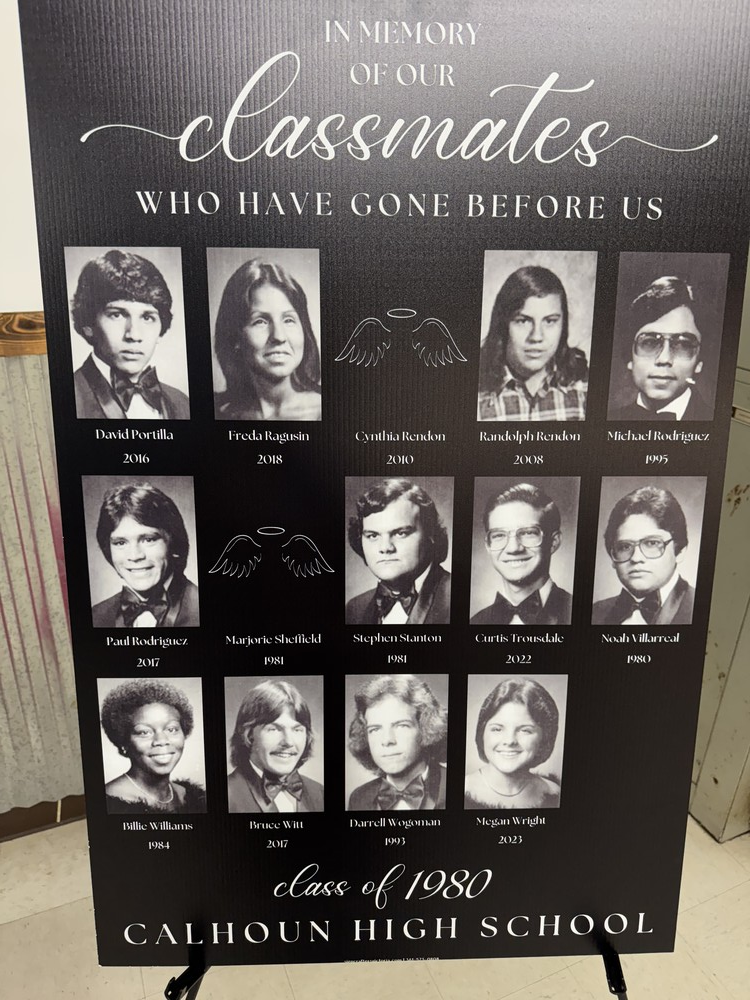 IN MEMORY
OF OUR
classmates
WHO HAVE GONE BEFORE US
David Portilla Freda Ragusin Cynthia Rendon Randolph Rendon Michael Rodriguez
2016 2018 2010 2008 1995
Paul Rodriguez Marjorie Sheffield Stephen Stanton Curtis Trousdale Noah Villarreal
2017 1981 1981 2022 1980
Billie Williams Bruce Witt Darrell Wogoman Megan Wright
1984 2017 1993 2023
class of 1980
CALHOUN HIGH SCHOOL